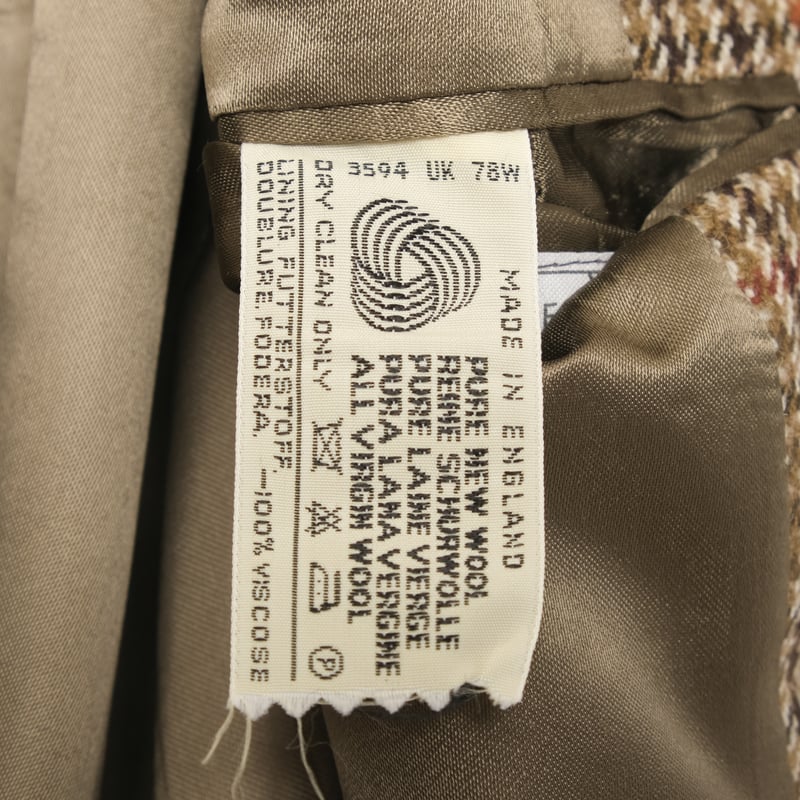 3594 UK 78W
MADE IN ENGLAND
PURE NEW WOOL
REINE SCHURWOLLE
PURE LAINE VIERGE
PURA LANA VERGINE
ALL VIRGIN WOOL
DRY CLEAN ONLY
P
LINING FUTTERSTOFF,
DOUBLURE, FODERA, —100% VISCOSE